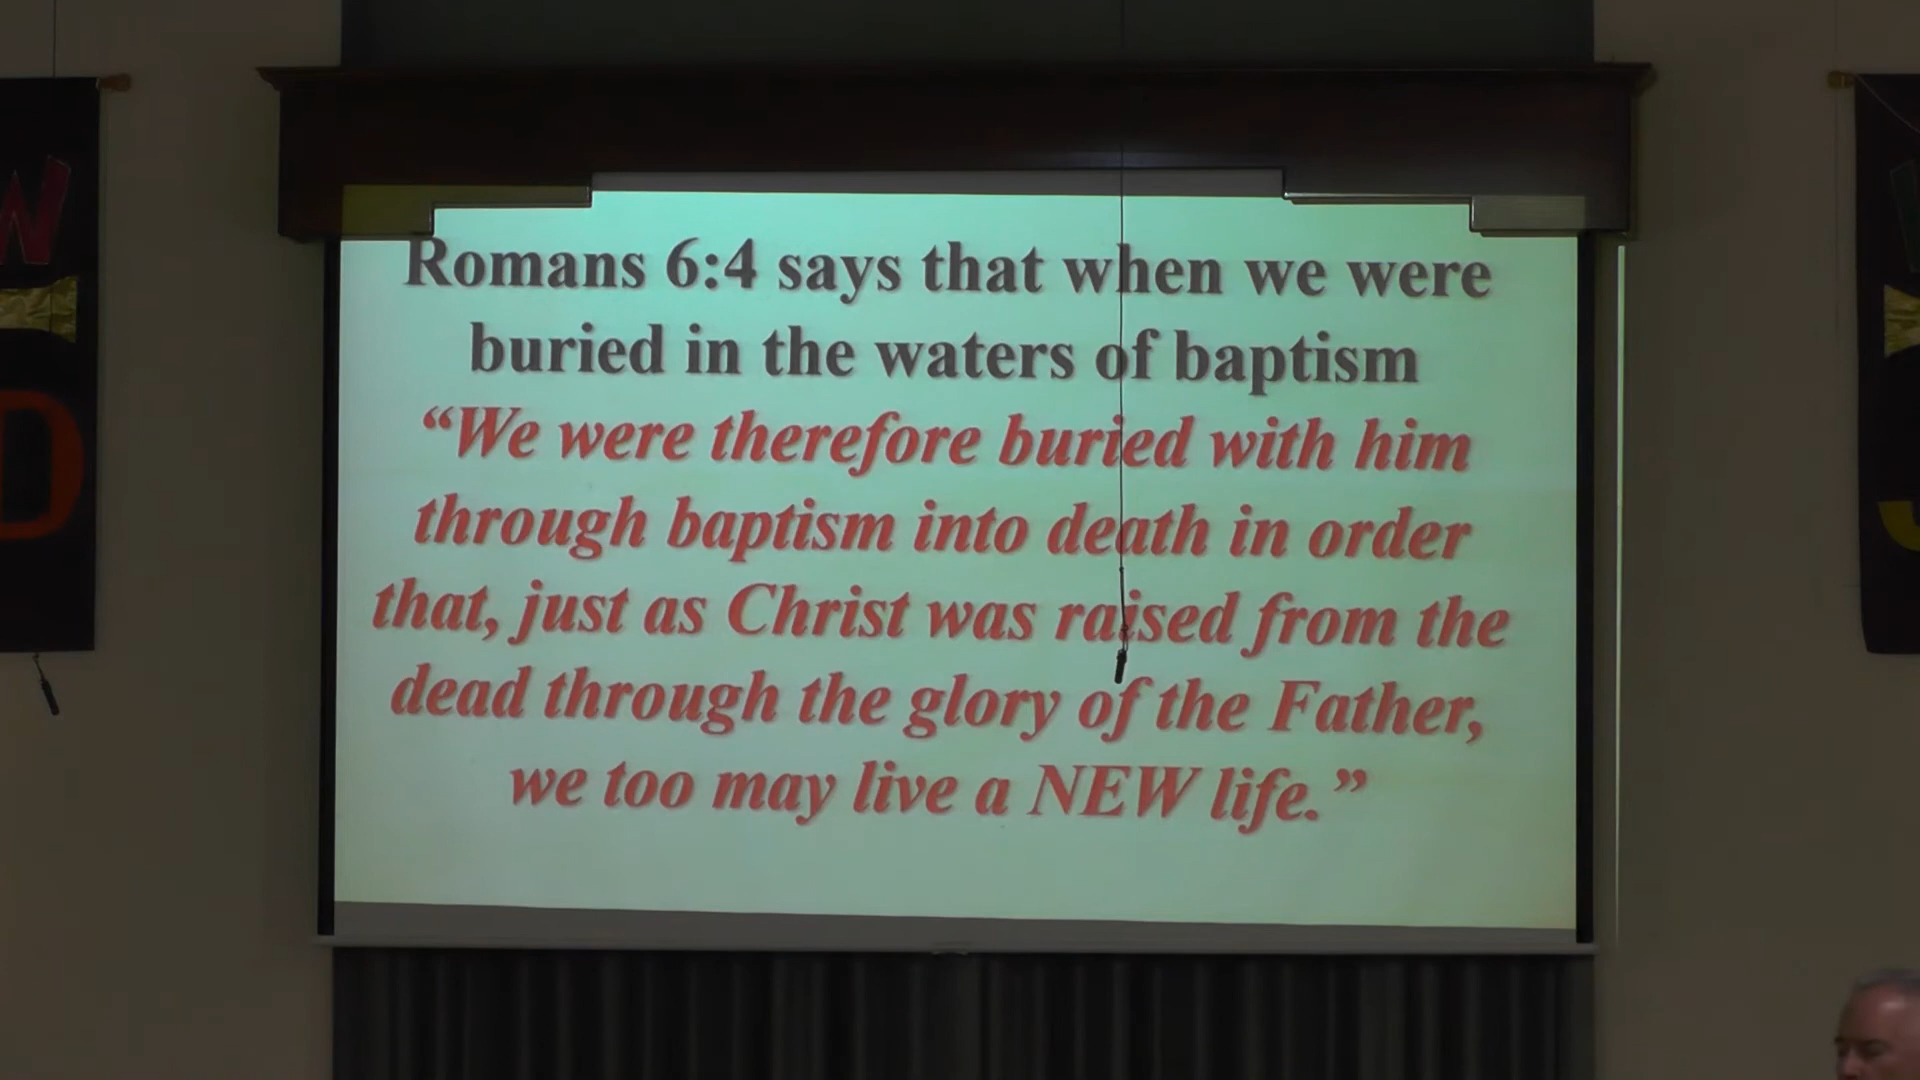 Romans 6:4 says that when we were
buried in the waters of baptism
“We were therefore buried with him
through baptism into death in order
that, just as Christ was raised from the
dead through the glory of the Father,
we too may live a NEW life.”